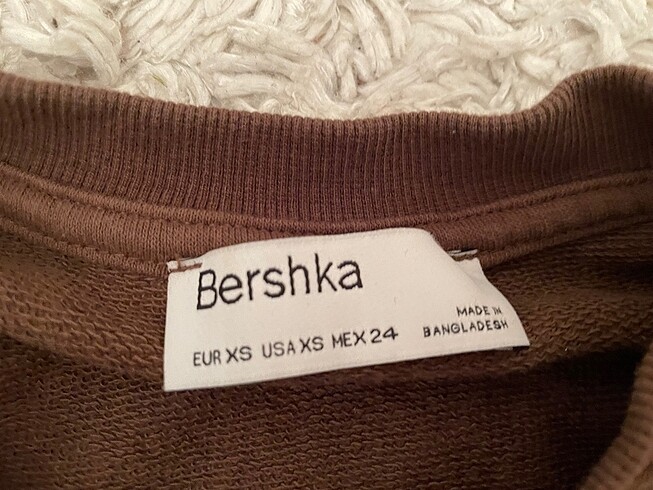 Bershka
EUR XS USA XS MEX 24
MADE IN
BANGLADESH